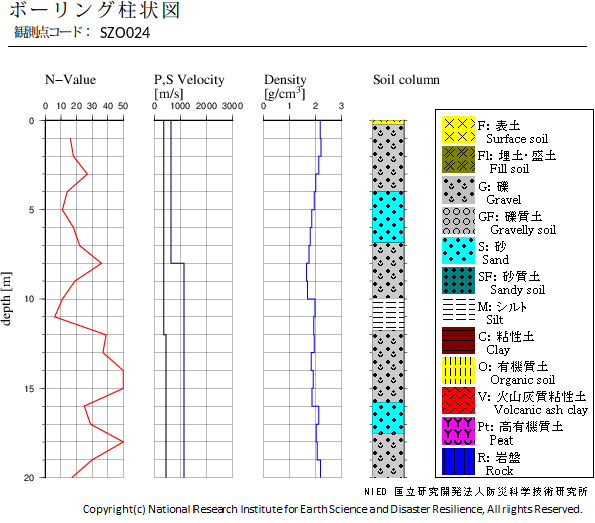 ボーリング柱状図
観測点コード： SZO024
N−Value P,S Velocity Density Soil column
[m/s] [g/cm3]
0 10 20 30 40 50 0 1000 2000 3000 0 1 2 3
0
5
10
15
20
depth [m]
F: 表土
Surface soil
Fl: 埋土・盛土
Fill soil
G: 礫
Gravel
GF: 礫質土
Gravelly soil
S: 砂
Sand
SF: 砂質土
Sandy soil
M: シルト
Silt
C: 粘性土
Clay
O: 有機質土
Organic soil
V: 火山灰質粘性土
Volcanic ash clay
Pt: 高有機質土
Peat
R: 岩盤
Rock
NIED 国立研究開発法人防災科学技術研究所
Copyright(c) National Research Institute for Earth Science and Disaster Resilience, All rights Reserved.